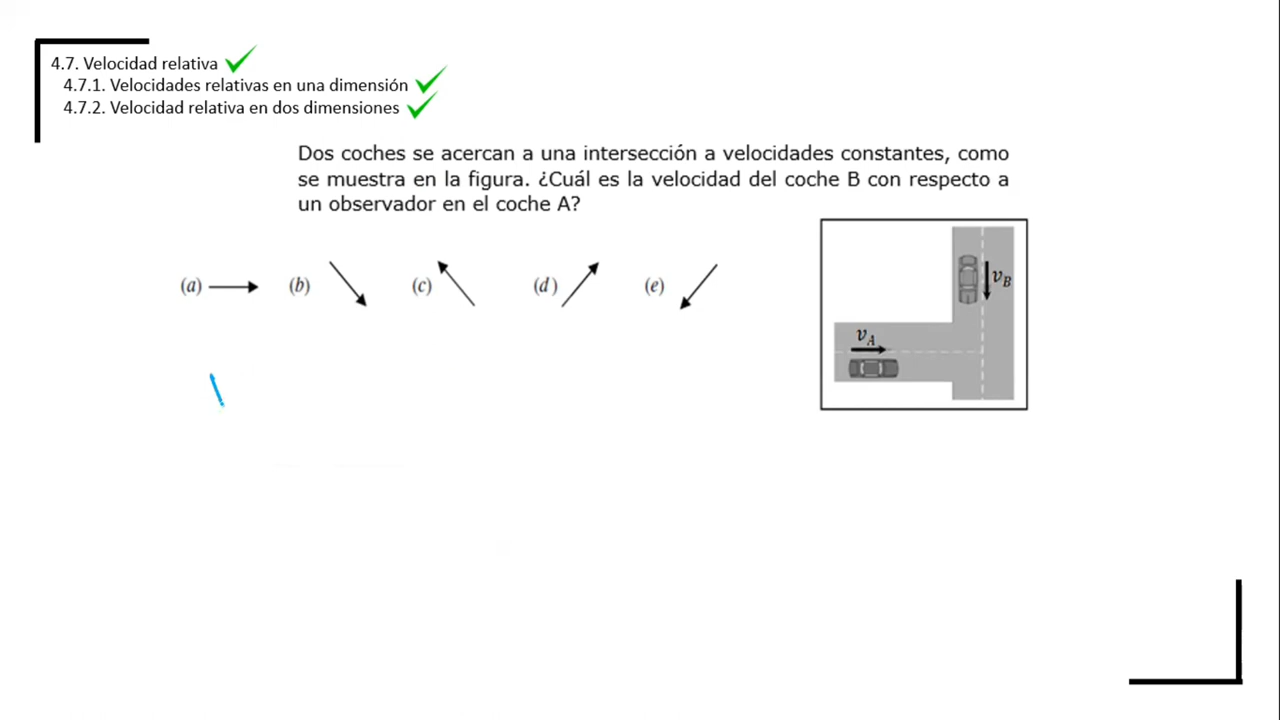 4.7. Velocidad relativa
4.7.1. Velocidades relativas en una dimensión
4.7.2. Velocidad relativa en dos dimensiones
Dos coches se acercan a una intersección a velocidades constantes, como
se muestra en la figura. ¿Cuál es la velocidad del coche B con respecto a
un observador en el coche A?
(a) (b) (c) (d) (e)
v_B
v_A